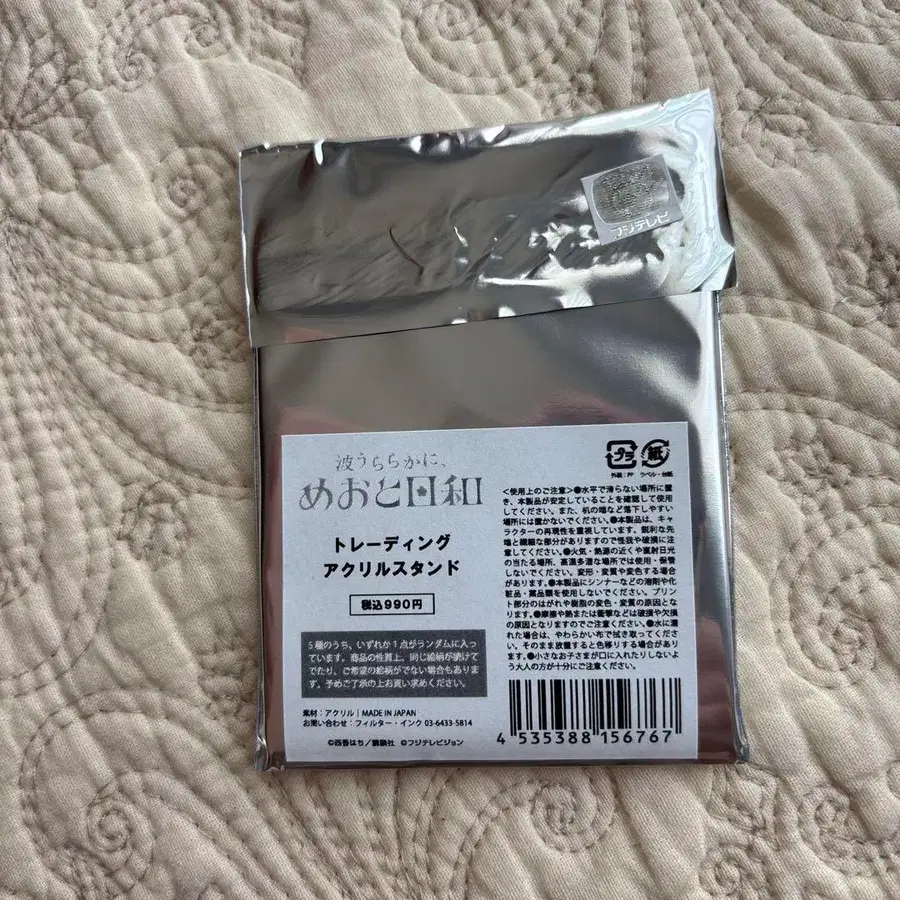 フジテレビ
波うららかに、
めおと日和
トレーディング
アクリルスタンド
税込990円
5種のうち、いずれか1点がランダムに入っ
ています。商品の性質上、同じ絵柄が続けて
でたり、ご希望の絵柄がでない場合もありま
す。予めご了承の上お買い求めください。
素材：アクリル｜MADE IN JAPAN
お問い合わせ：フィルター・インク 03-6433-5814
©西香はち／講談社 ©フジテレビジョン
プラ 紙
外装：PP ラベル・台紙
＜使用上のご注意＞●水平で滑らない場所に置
き、本製品が安定していることを確認して使用
してください。また、机の端など落下しやすい
場所には置かないでください。●本製品は、キャ
ラクターの再現性を重視しています。鋭利な先
端と繊細な部分がありますので怪我や破損に注
意してください。●火気・熱源の近くや直射日光
の当たる場所、高温多湿な場所では使用・保管
しないでください。変形・変質や変色する場合
があります。●本製品にシンナーなどの溶剤や化
粧品・薬品類を使用しないでください。プリン
ト部分のはがれや樹脂の変色・変質の原因とな
ります。●摩擦や熱または衝撃などは破損や欠損
の原因となりますのでご注意ください。●水に濡
れた場合は、やわらかい布で拭き取ってくださ
い。そのまま放置すると色移りする場合があり
ます。●小さなお子さまが口に入れたりしないよ
う大人の方が十分にご注意ください。
4 535388 156767